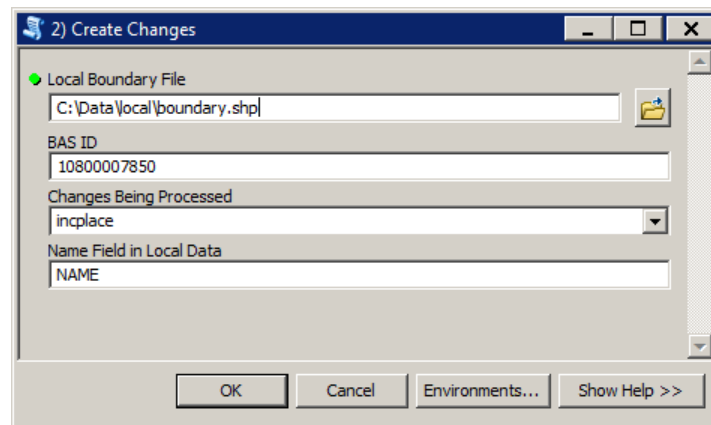 2) Create Changes
Local Boundary File
C:\Data\local\boundary.shp
BAS ID
10800007850
Changes Being Processed
incplace
Name Field in Local Data
NAME
OK Cancel Environments... Show Help >>